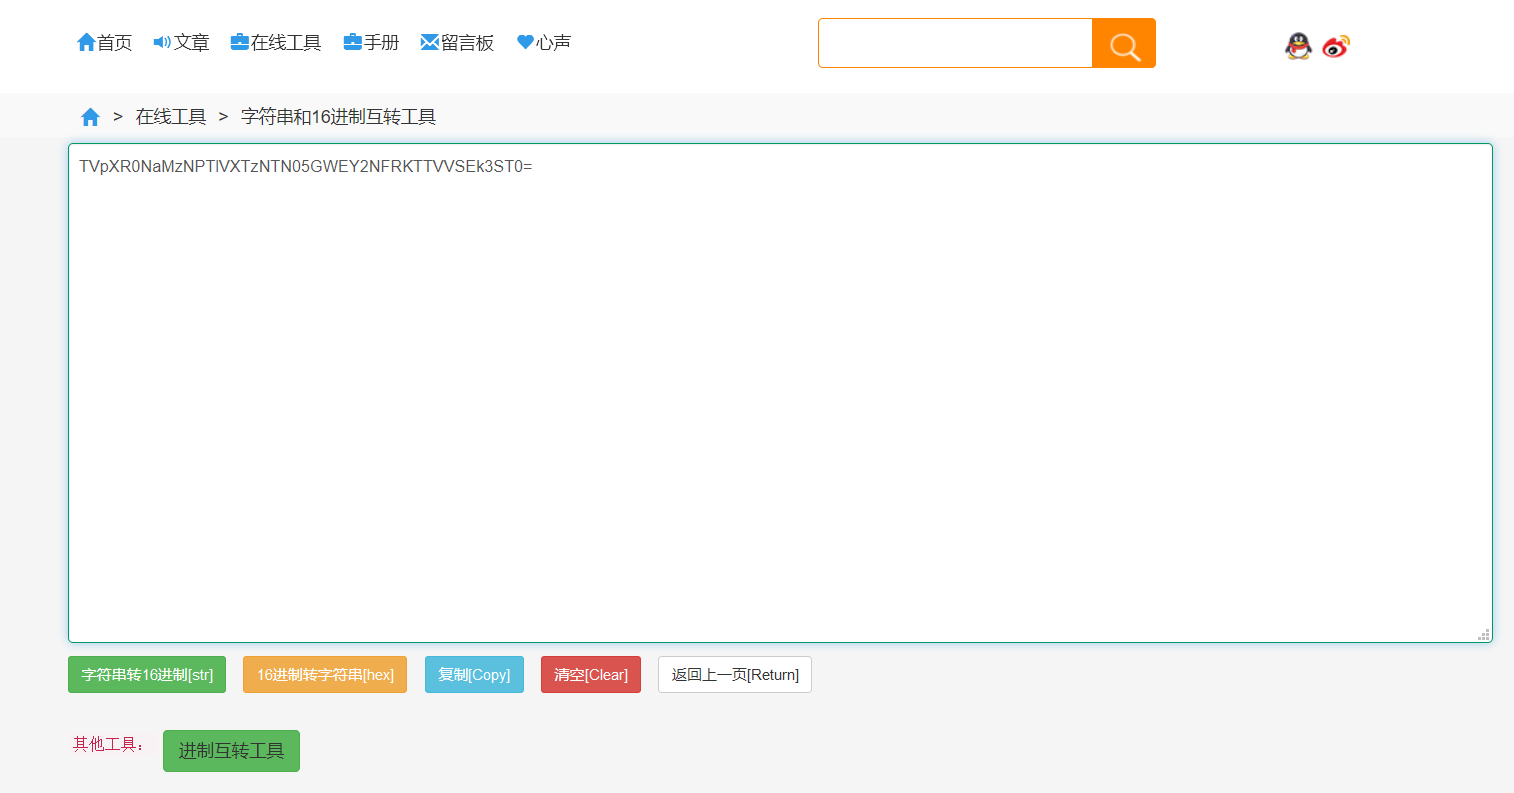 首页 文章 在线工具 手册 留言板 心声
> 在线工具 > 字符串和16进制互转工具
TVpXR0NaMzNPTlVXTzNTN05GWEY2NFRKTTVVSEk3ST0=
字符串转16进制[str] 16进制转字符串[hex] 复制[Copy] 清空[Clear] 返回上一页[Return]
其他工具： 进制互转工具